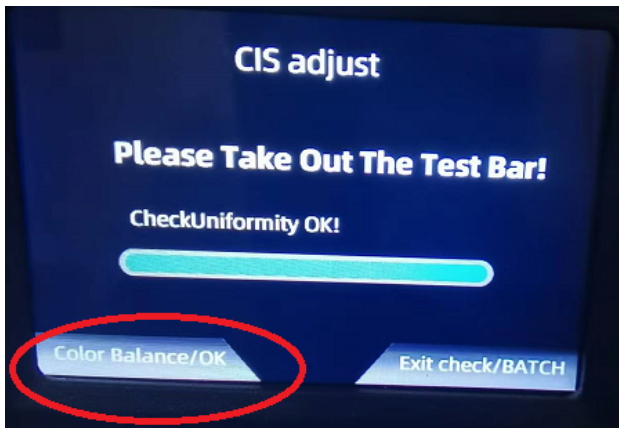 CIS adjust
Please Take Out The Test Bar!
CheckUniformity OK!
Color Balance/OK
Exit check/BATCH